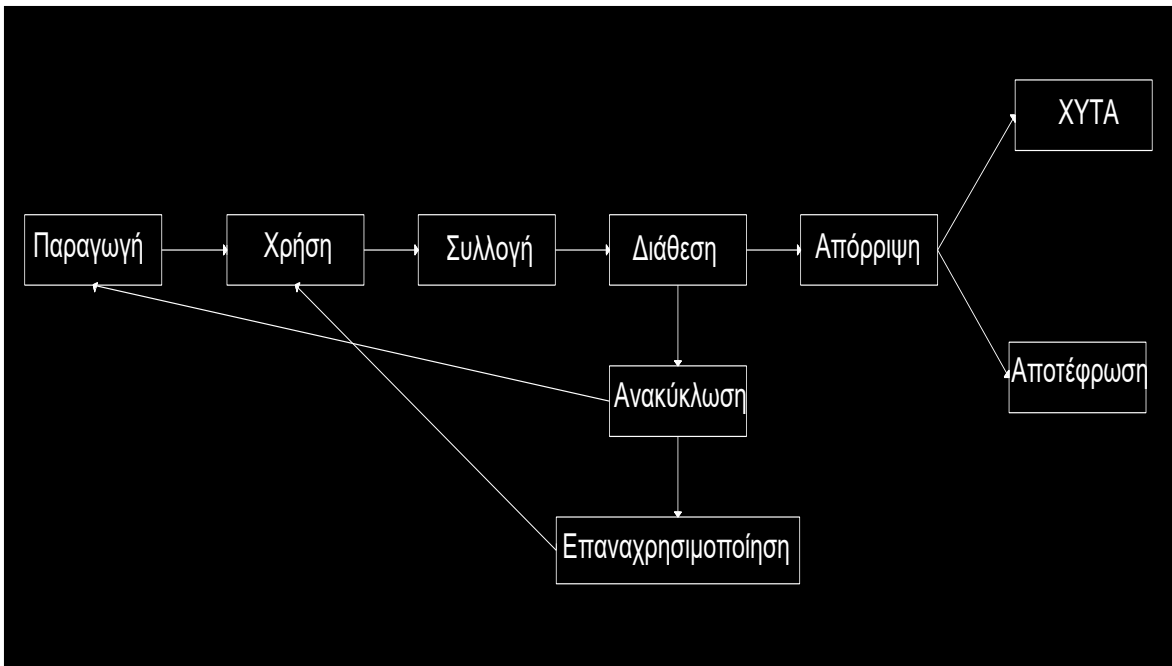 ΧΥΤΑ
Παραγωγή
Χρήση
Συλλογή
Διάθεση
Απόρριψη
Αποτέφρωση
Ανακύκλωση
Επαναχρησιμοποίηση